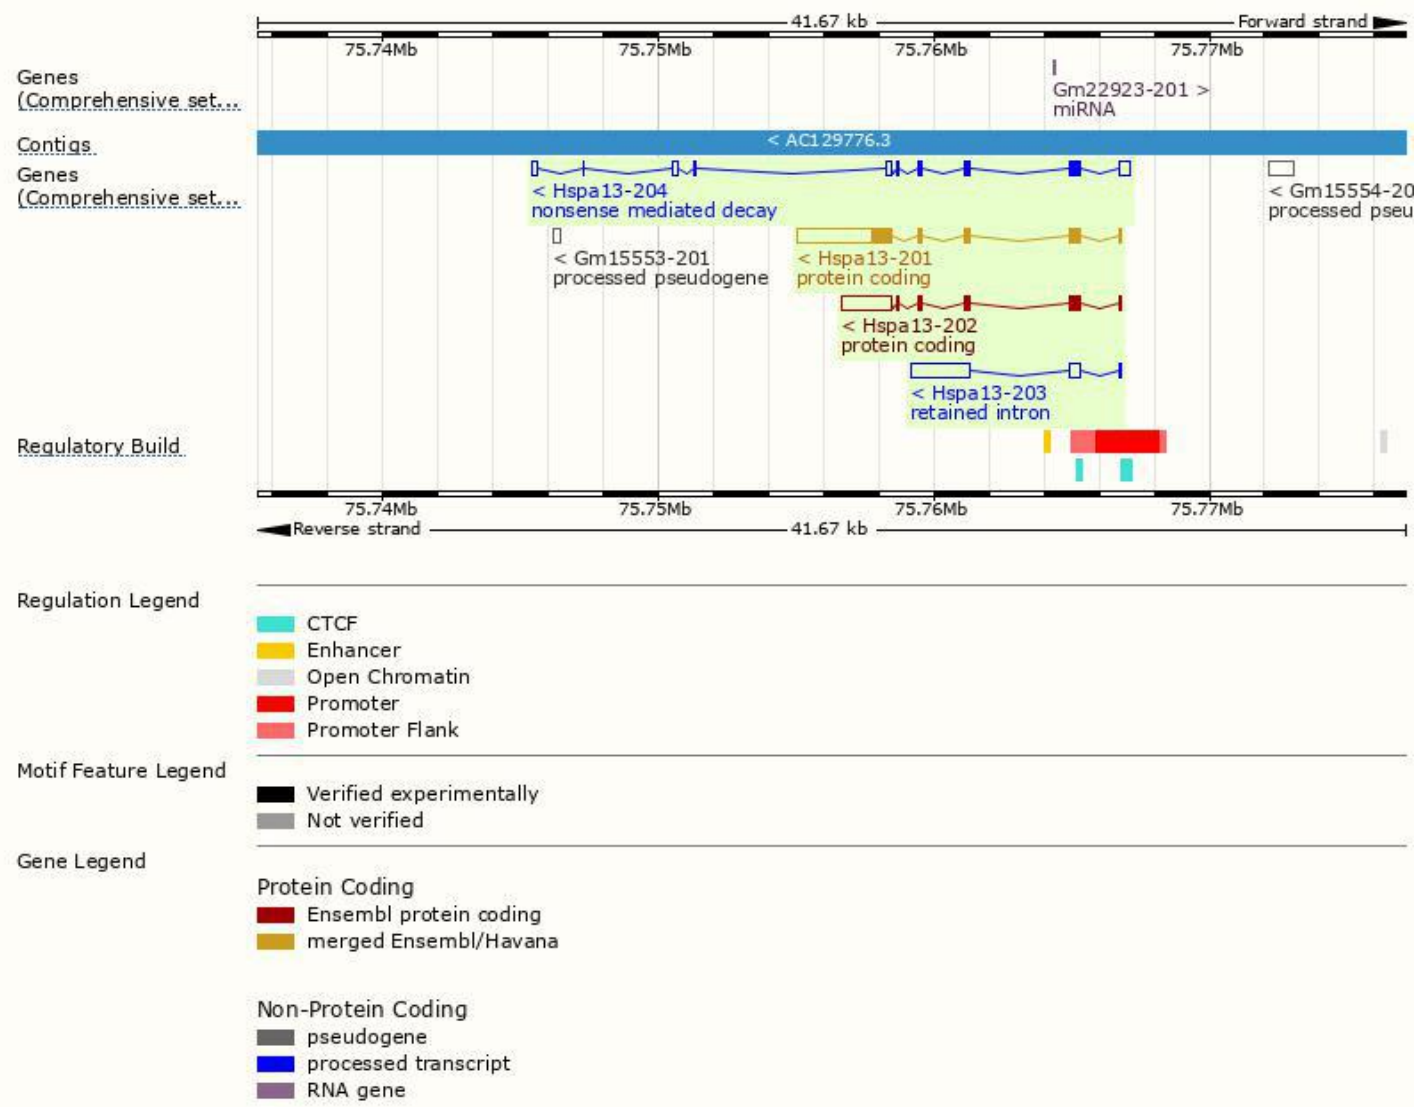 41.67 kb Forward strand
75.74Mb 75.75Mb 75.76Mb 75.77Mb
Genes
(Comprehensive set...
Gm22923-201 >
miRNA
Contigs
< AC129776.3
Genes
(Comprehensive set...
< Hspa13-204
nonsense mediated decay
< Gm15554-20
processed pseu
< Gm15553-201
processed pseudogene
< Hspa13-201
protein coding
< Hspa13-202
protein coding
< Hspa13-203
retained intron
Regulatory Build
75.74Mb 75.75Mb 75.76Mb 75.77Mb
Reverse strand 41.67 kb
Regulation Legend
CTCF
Enhancer
Open Chromatin
Promoter
Promoter Flank
Motif Feature Legend
Verified experimentally
Not verified
Gene Legend
Protein Coding
Ensembl protein coding
merged Ensembl/Havana
Non-Protein Coding
pseudogene
processed transcript
RNA gene